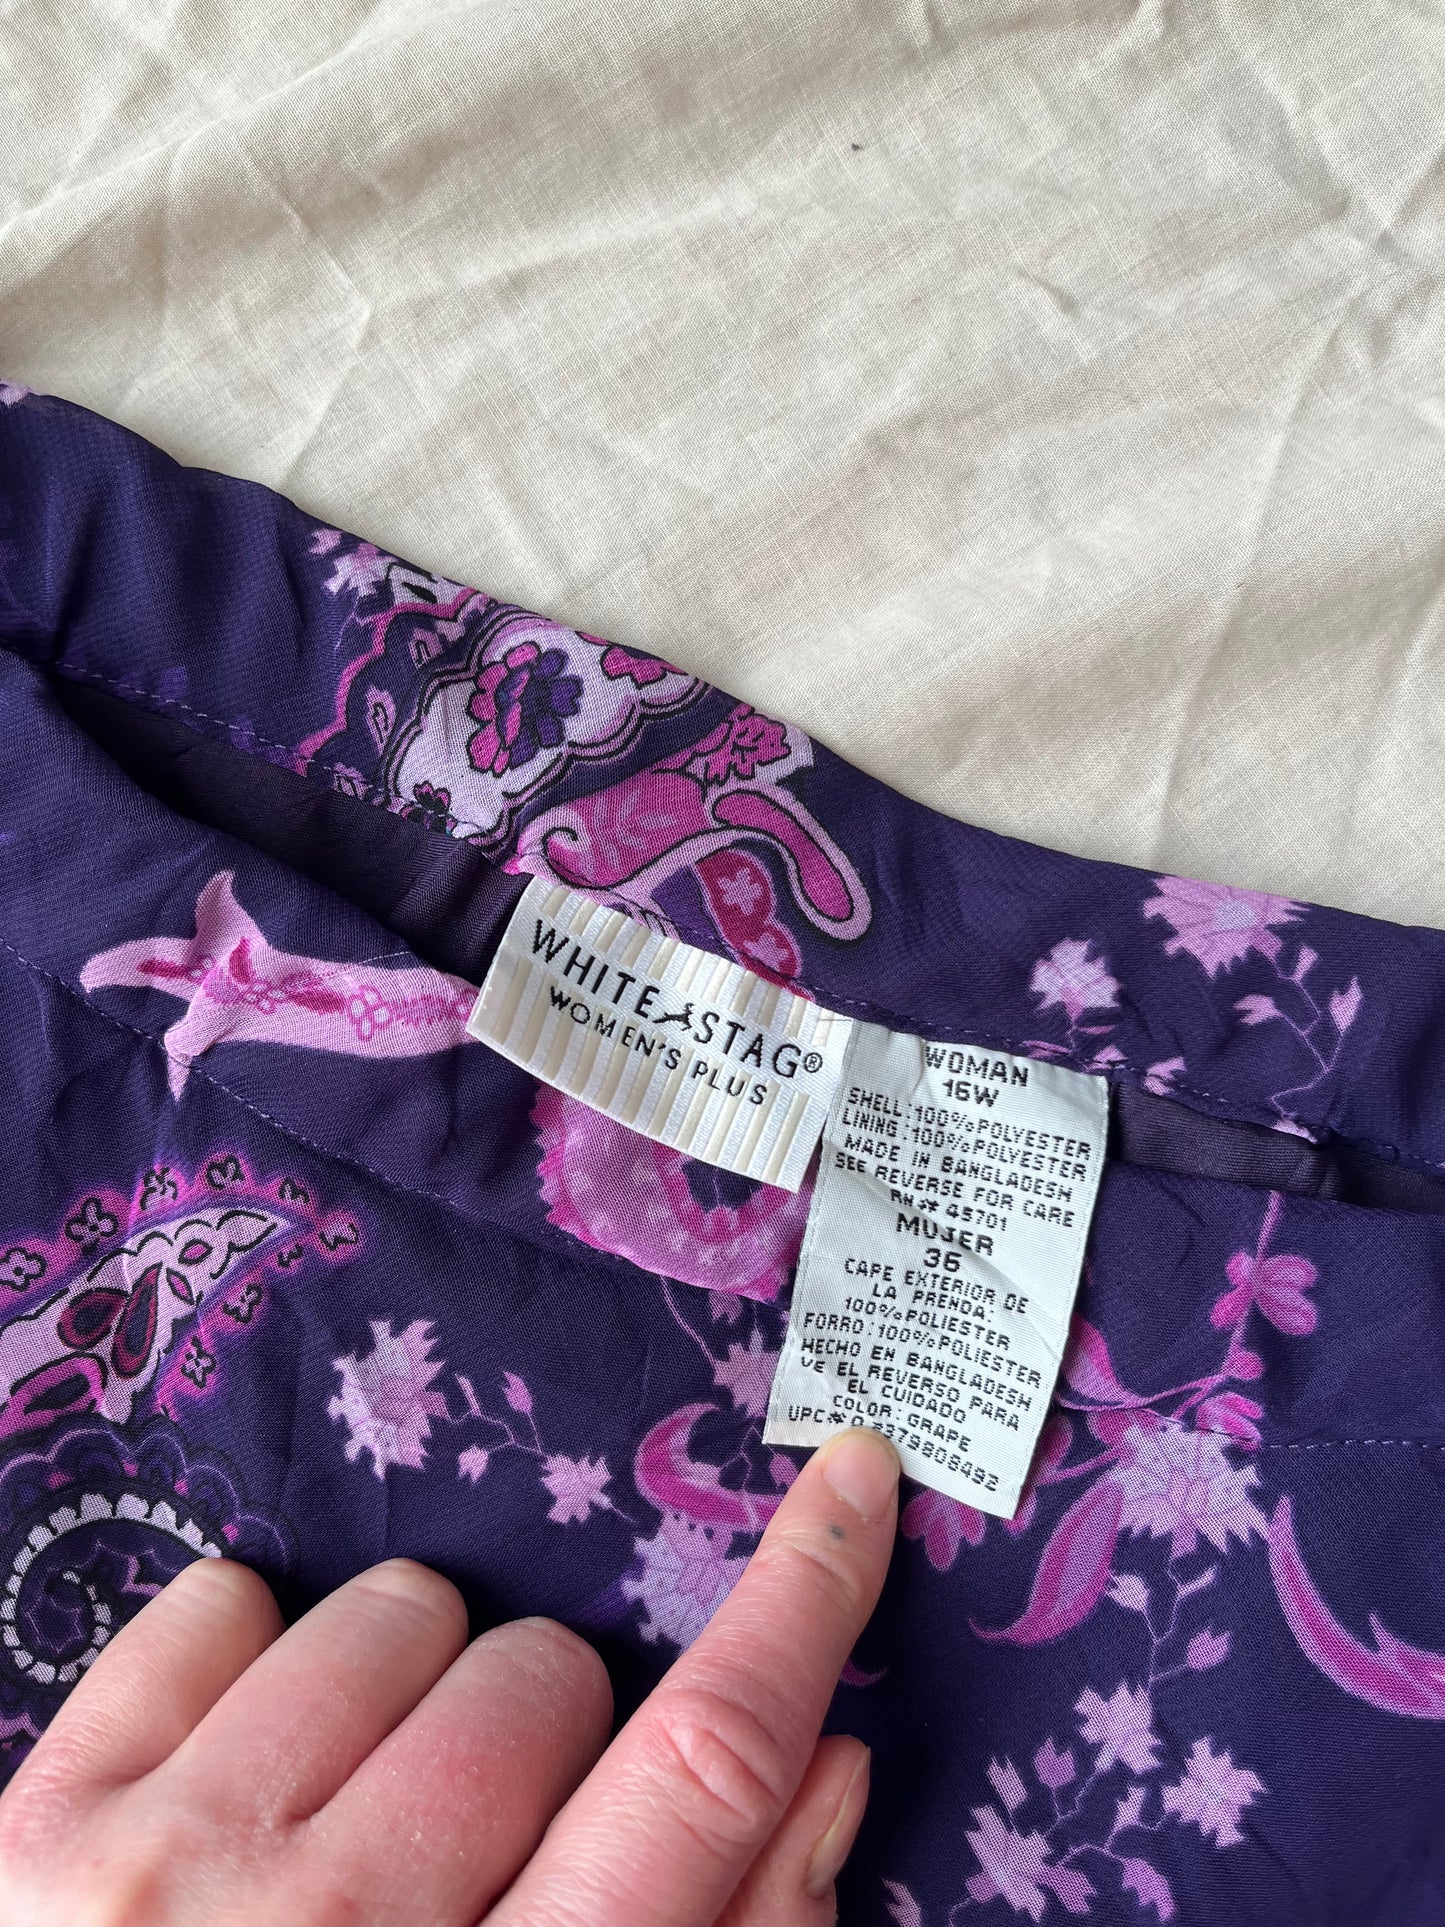 WHITE STAG®
WOMEN'S PLUS
WOMAN
16W
SHELL:100%POLYESTER
LINING:100%POLYESTER
MADE IN BANGLADESH
SEE REVERSE FOR CARE
RN# 45701
MUJER
36
CAPE EXTERIOR DE
LA PRENDA:
100%POLIESTER
FORRO:100%POLIESTER
HECHO EN BANGLADESH
VE EL REVERSO PARA
EL CUIDADO
COLOR: GRAPE
UPC#